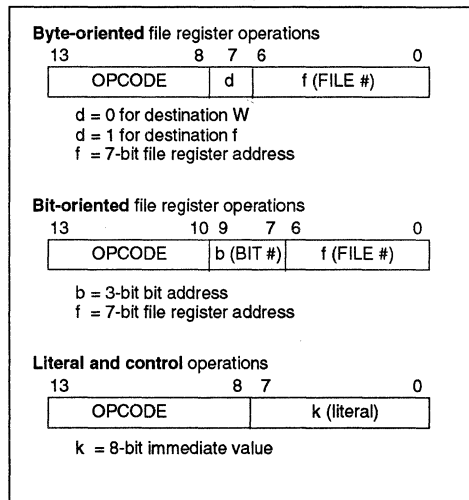 Byte-oriented file register operations
13 8 7 6 0
OPCODE d f (FILE #)
d = 0 for destination W
d = 1 for destination f
f = 7-bit file register address
Bit-oriented file register operations
13 10 9 7 6 0
OPCODE b (BIT #) f (FILE #)
b = 3-bit bit address
f = 7-bit file register address
Literal and control operations
13 8 7 0
OPCODE k (literal)
k = 8-bit immediate value